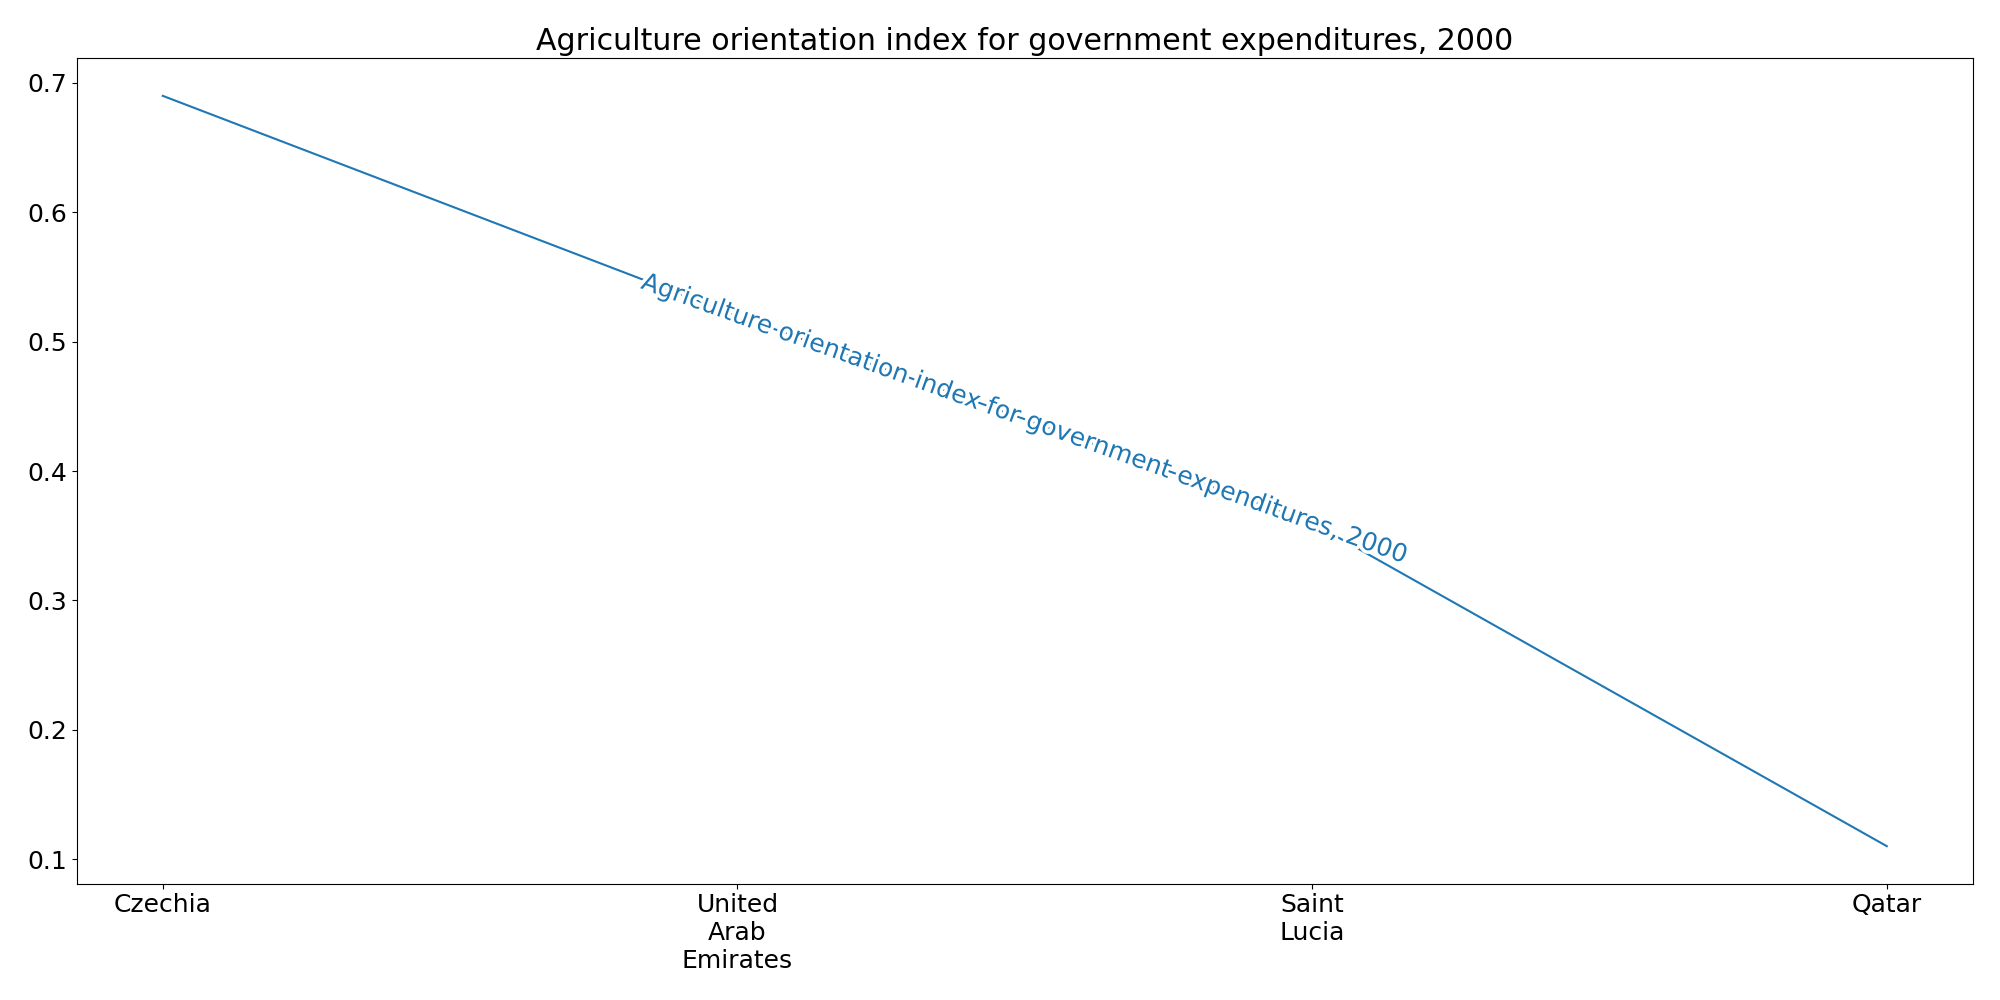 Agriculture orientation index for government expenditures, 2000
0.7
0.6
0.5
0.4
0.3
0.2
0.1
Agriculture orientation index for government expenditures, 2000
Czechia
United
Arab
Emirates
Saint
Lucia
Qatar